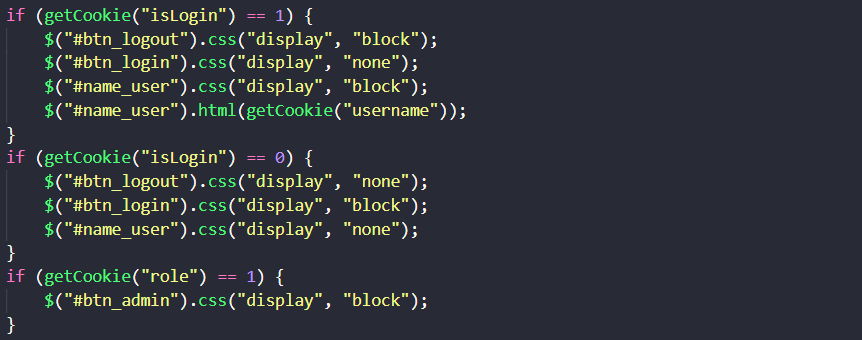 if (getCookie("isLogin") == 1) {
    $("#btn_logout").css("display", "block");
    $("#btn_login").css("display", "none");
    $("#name_user").css("display", "block");
    $("#name_user").html(getCookie("username"));
}
if (getCookie("isLogin") == 0) {
    $("#btn_logout").css("display", "none");
    $("#btn_login").css("display", "block");
    $("#name_user").css("display", "none");
}
if (getCookie("role") == 1) {
    $("#btn_admin").css("display", "block");
}